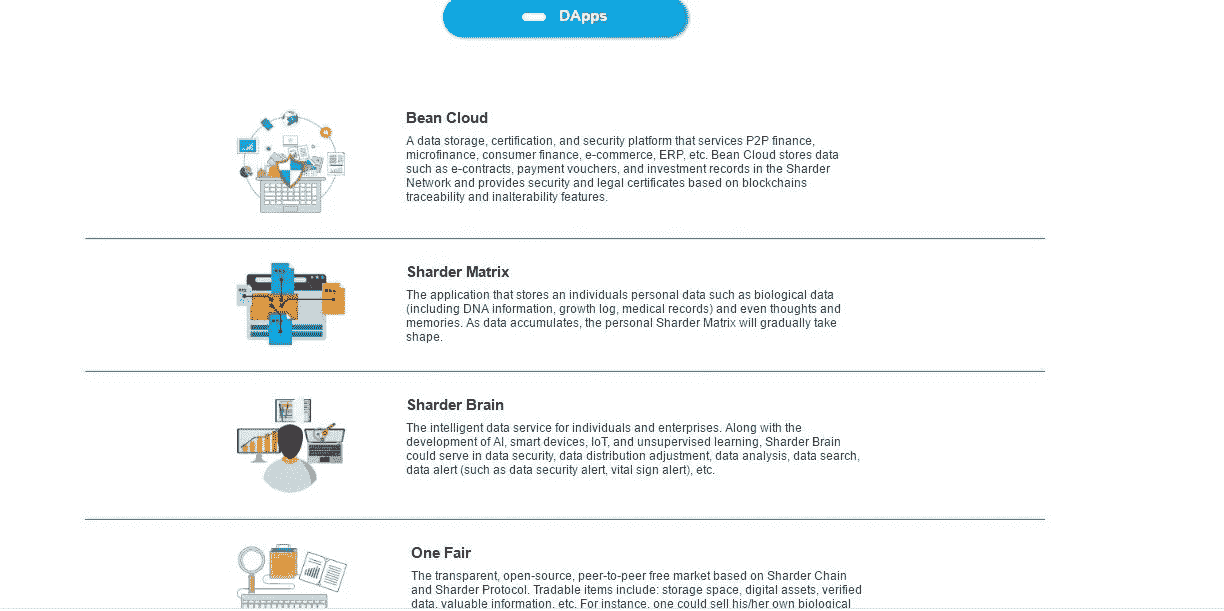 DApps
Bean Cloud
A data storage, certification, and security platform that services P2P finance,
microfinance, consumer finance, e-commerce, ERP, etc. Bean Cloud stores data
such as e-contracts, payment vouchers, and investment records in the Sharder
Network and provides security and legal certificates based on blockchains
traceability and inalterability features.
Sharder Matrix
The application that stores an individuals personal data such as biological data
(including DNA information, growth log, medical records) and even thoughts and
memories. As data accumulates, the personal Sharder Matrix will gradually take
shape.
Sharder Brain
The intelligent data service for individuals and enterprises. Along with the
development of AI, smart devices, IoT, and unsupervised learning, Sharder Brain
could serve in data security, data distribution adjustment, data analysis, data search,
data alert (such as data security alert, vital sign alert), etc.
One Fair
The transparent, open-source, peer-to-peer free market based on Sharder Chain
and Sharder Protocol. Tradable items include: storage space, digital assets, verified
data, valuable information, etc. For instance, one could sell his/her own biological